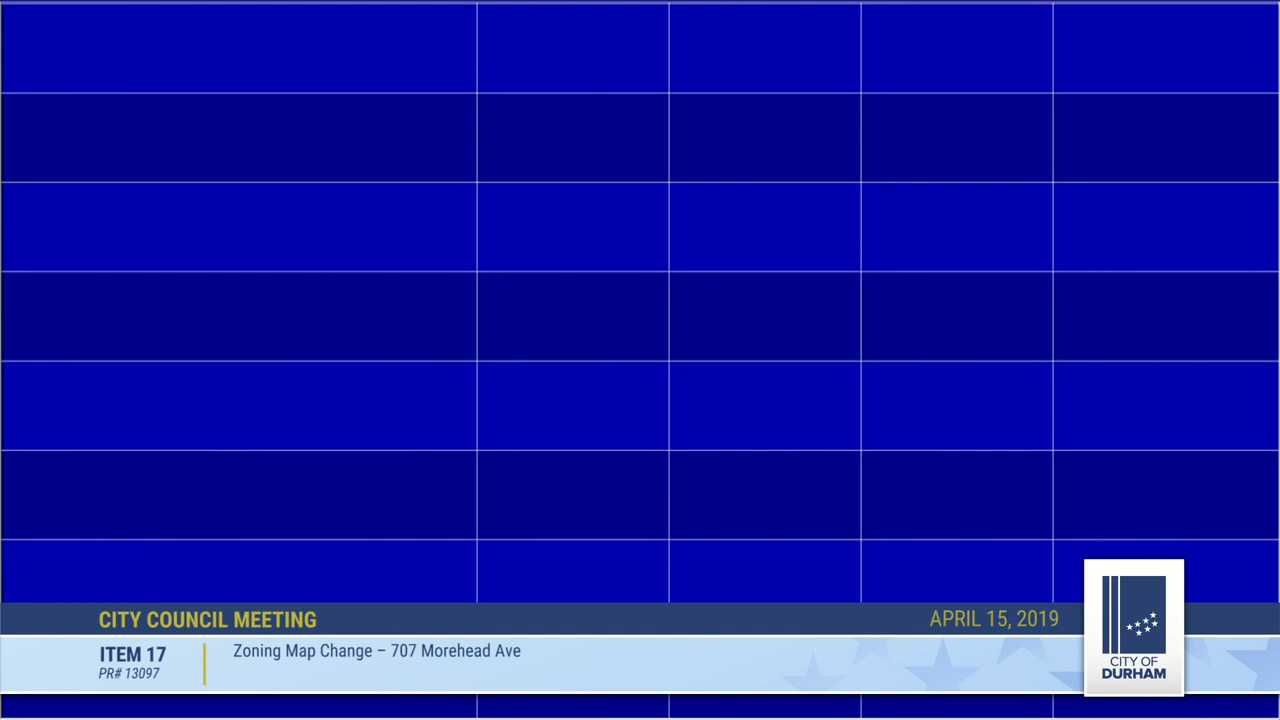 CITY COUNCIL MEETING
APRIL 15, 2019
ITEM 17
PR# 13097
Zoning Map Change – 707 Morehead Ave
CITY OF
DURHAM